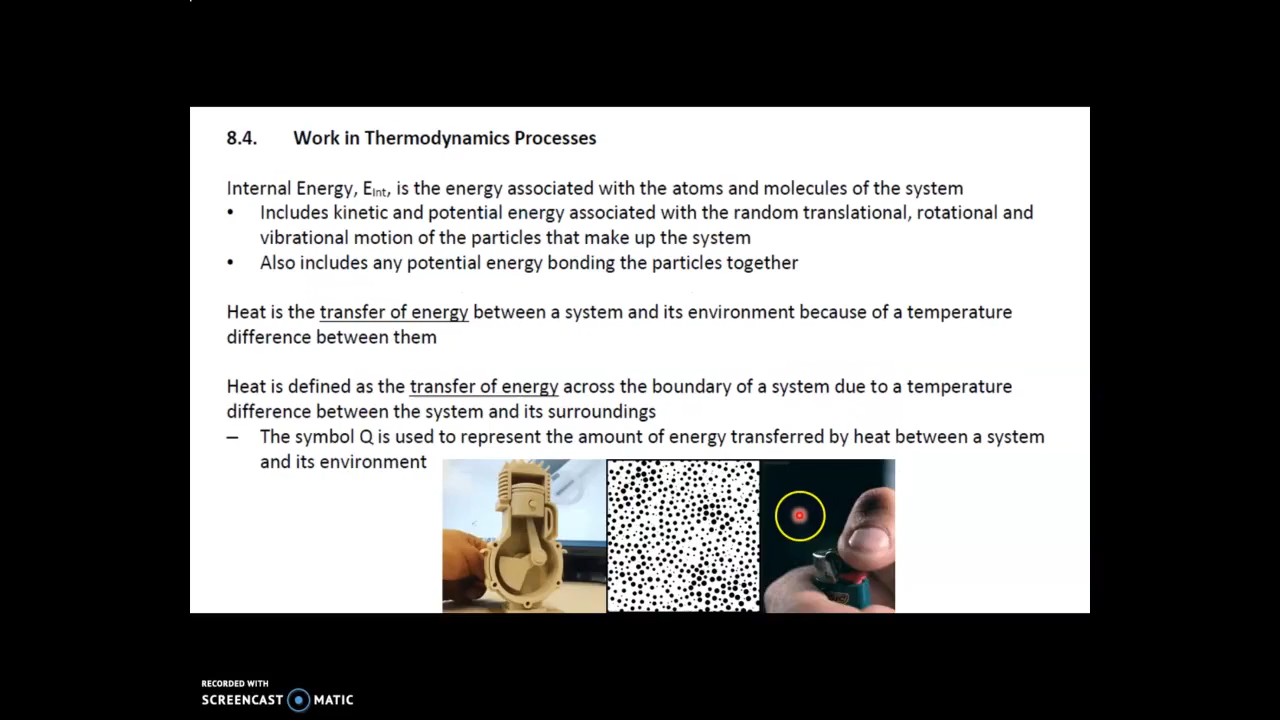 8.4. Work in Thermodynamics Processes
Internal Energy, Eint, is the energy associated with the atoms and molecules of the system
• Includes kinetic and potential energy associated with the random translational, rotational and
vibrational motion of the particles that make up the system
• Also includes any potential energy bonding the particles together
Heat is the transfer of energy between a system and its environment because of a temperature
difference between them
Heat is defined as the transfer of energy across the boundary of a system due to a temperature
difference between the system and its surroundings
– The symbol Q is used to represent the amount of energy transferred by heat between a system
and its environment
RECORDED WITH
SCREENCAST MATIC